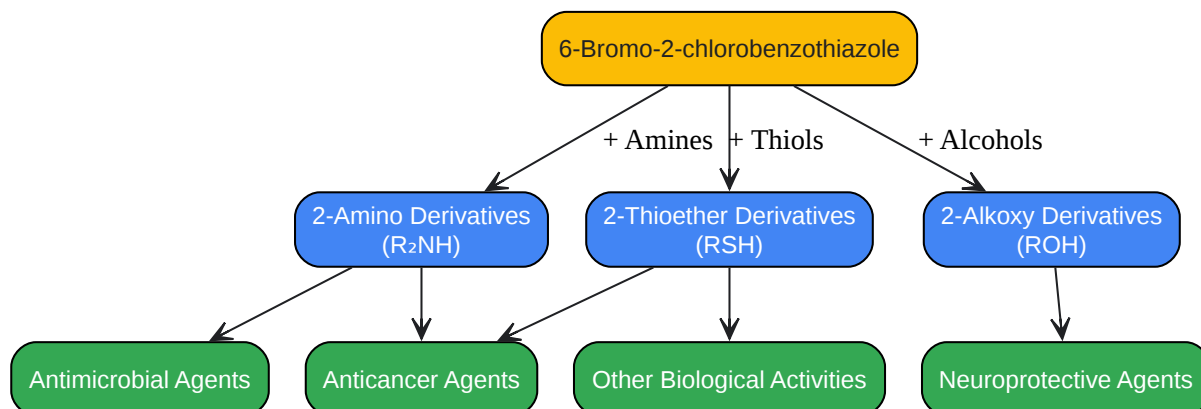 6-Bromo-2-chlorobenzothiazole
+ Amines
+ Thiols
+ Alcohols
2-Amino Derivatives
(R₂NH)
2-Thioether Derivatives
(RSH)
2-Alkoxy Derivatives
(ROH)
Antimicrobial Agents
Anticancer Agents
Other Biological Activities
Neuroprotective Agents